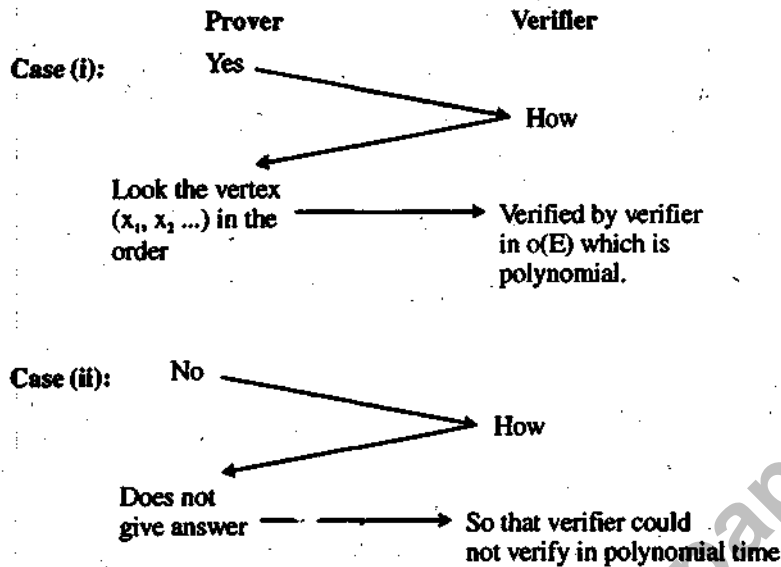 Prover Verifier
Case (i): Yes
How
Look the vertex
(x₁, x₂ ...) in the
order
Verified by verifier
in o(E) which is
polynomial.
Case (ii): No
How
Does not
give answer
So that verifier could
not verify in polynomial time